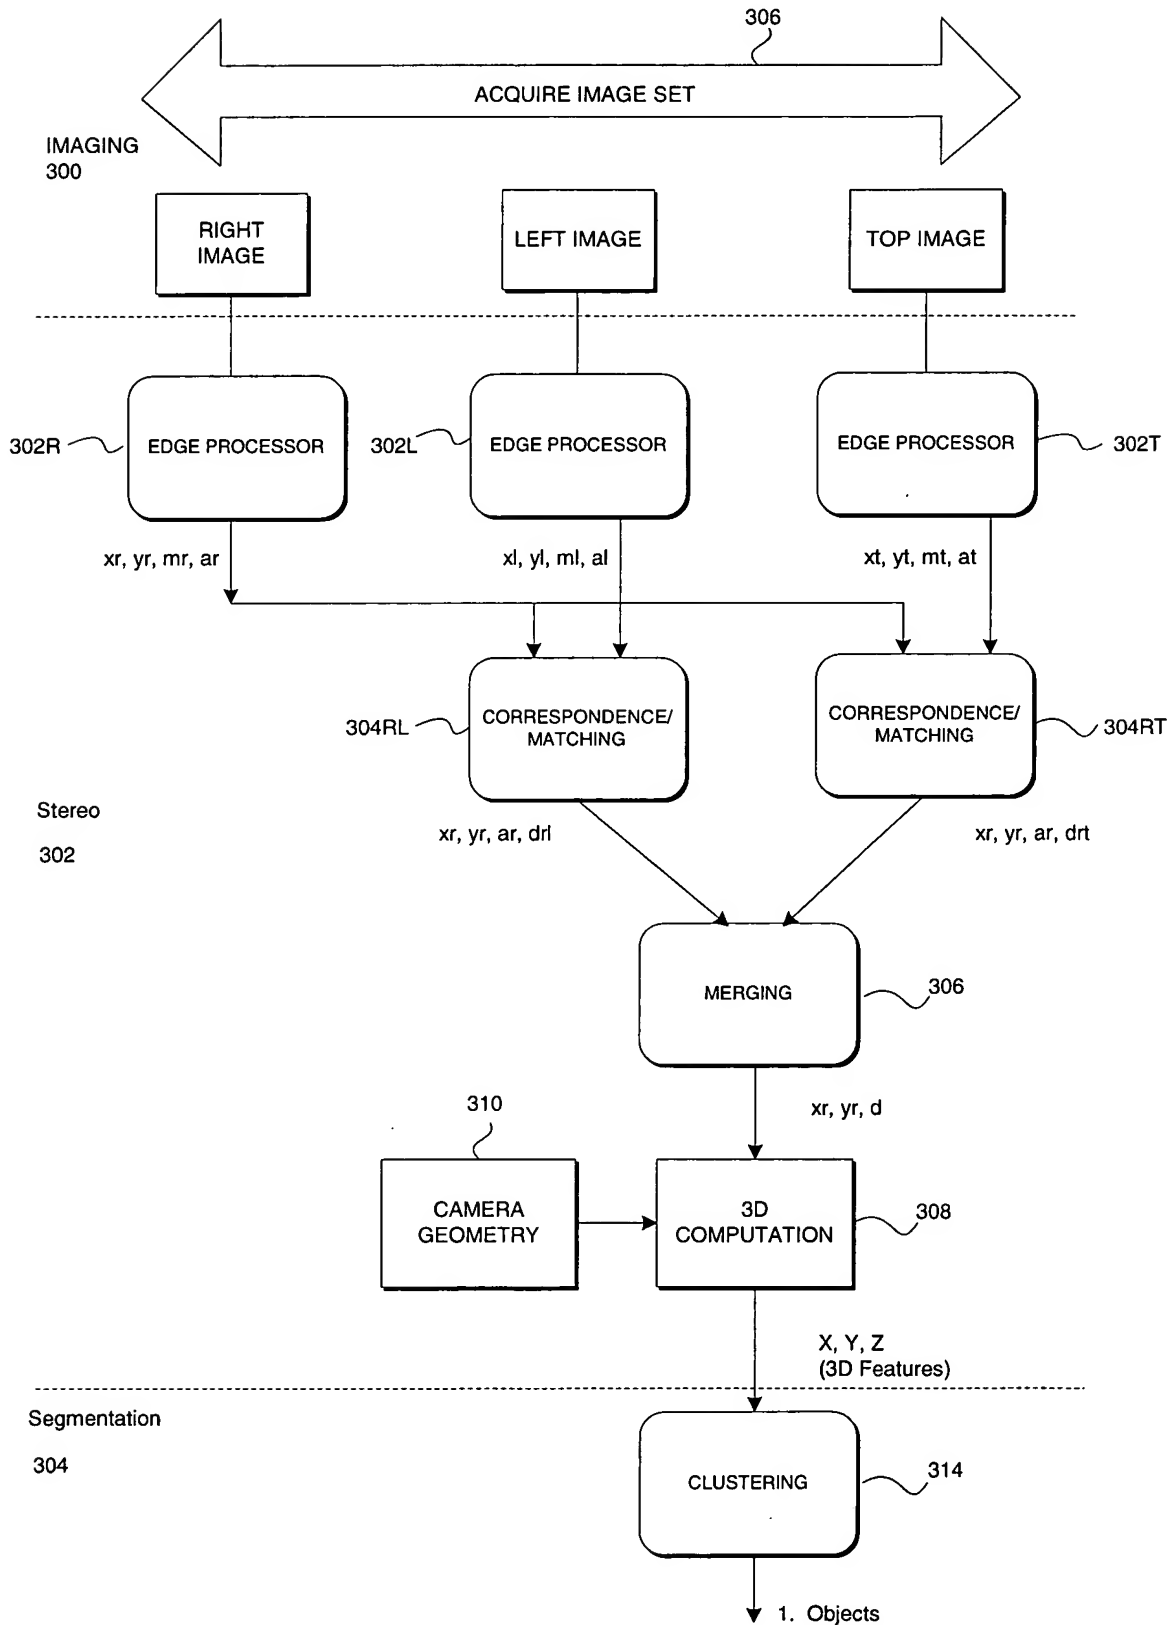 306
ACQUIRE IMAGE SET
IMAGING
300
RIGHT
IMAGE
LEFT IMAGE
TOP IMAGE
302R
EDGE PROCESSOR
302L
EDGE PROCESSOR
EDGE PROCESSOR
302T
xr, yr, mr, ar
xl, yl, ml, al
xt, yt, mt, at
304RL
CORRESPONDENCE/
MATCHING
CORRESPONDENCE/
MATCHING
304RT
Stereo
302
xr, yr, ar, drl
xr, yr, ar, drt
MERGING
306
xr, yr, d
310
CAMERA
GEOMETRY
3D
COMPUTATION
308
X, Y, Z
(3D Features)
Segmentation
304
CLUSTERING
314
1. Objects